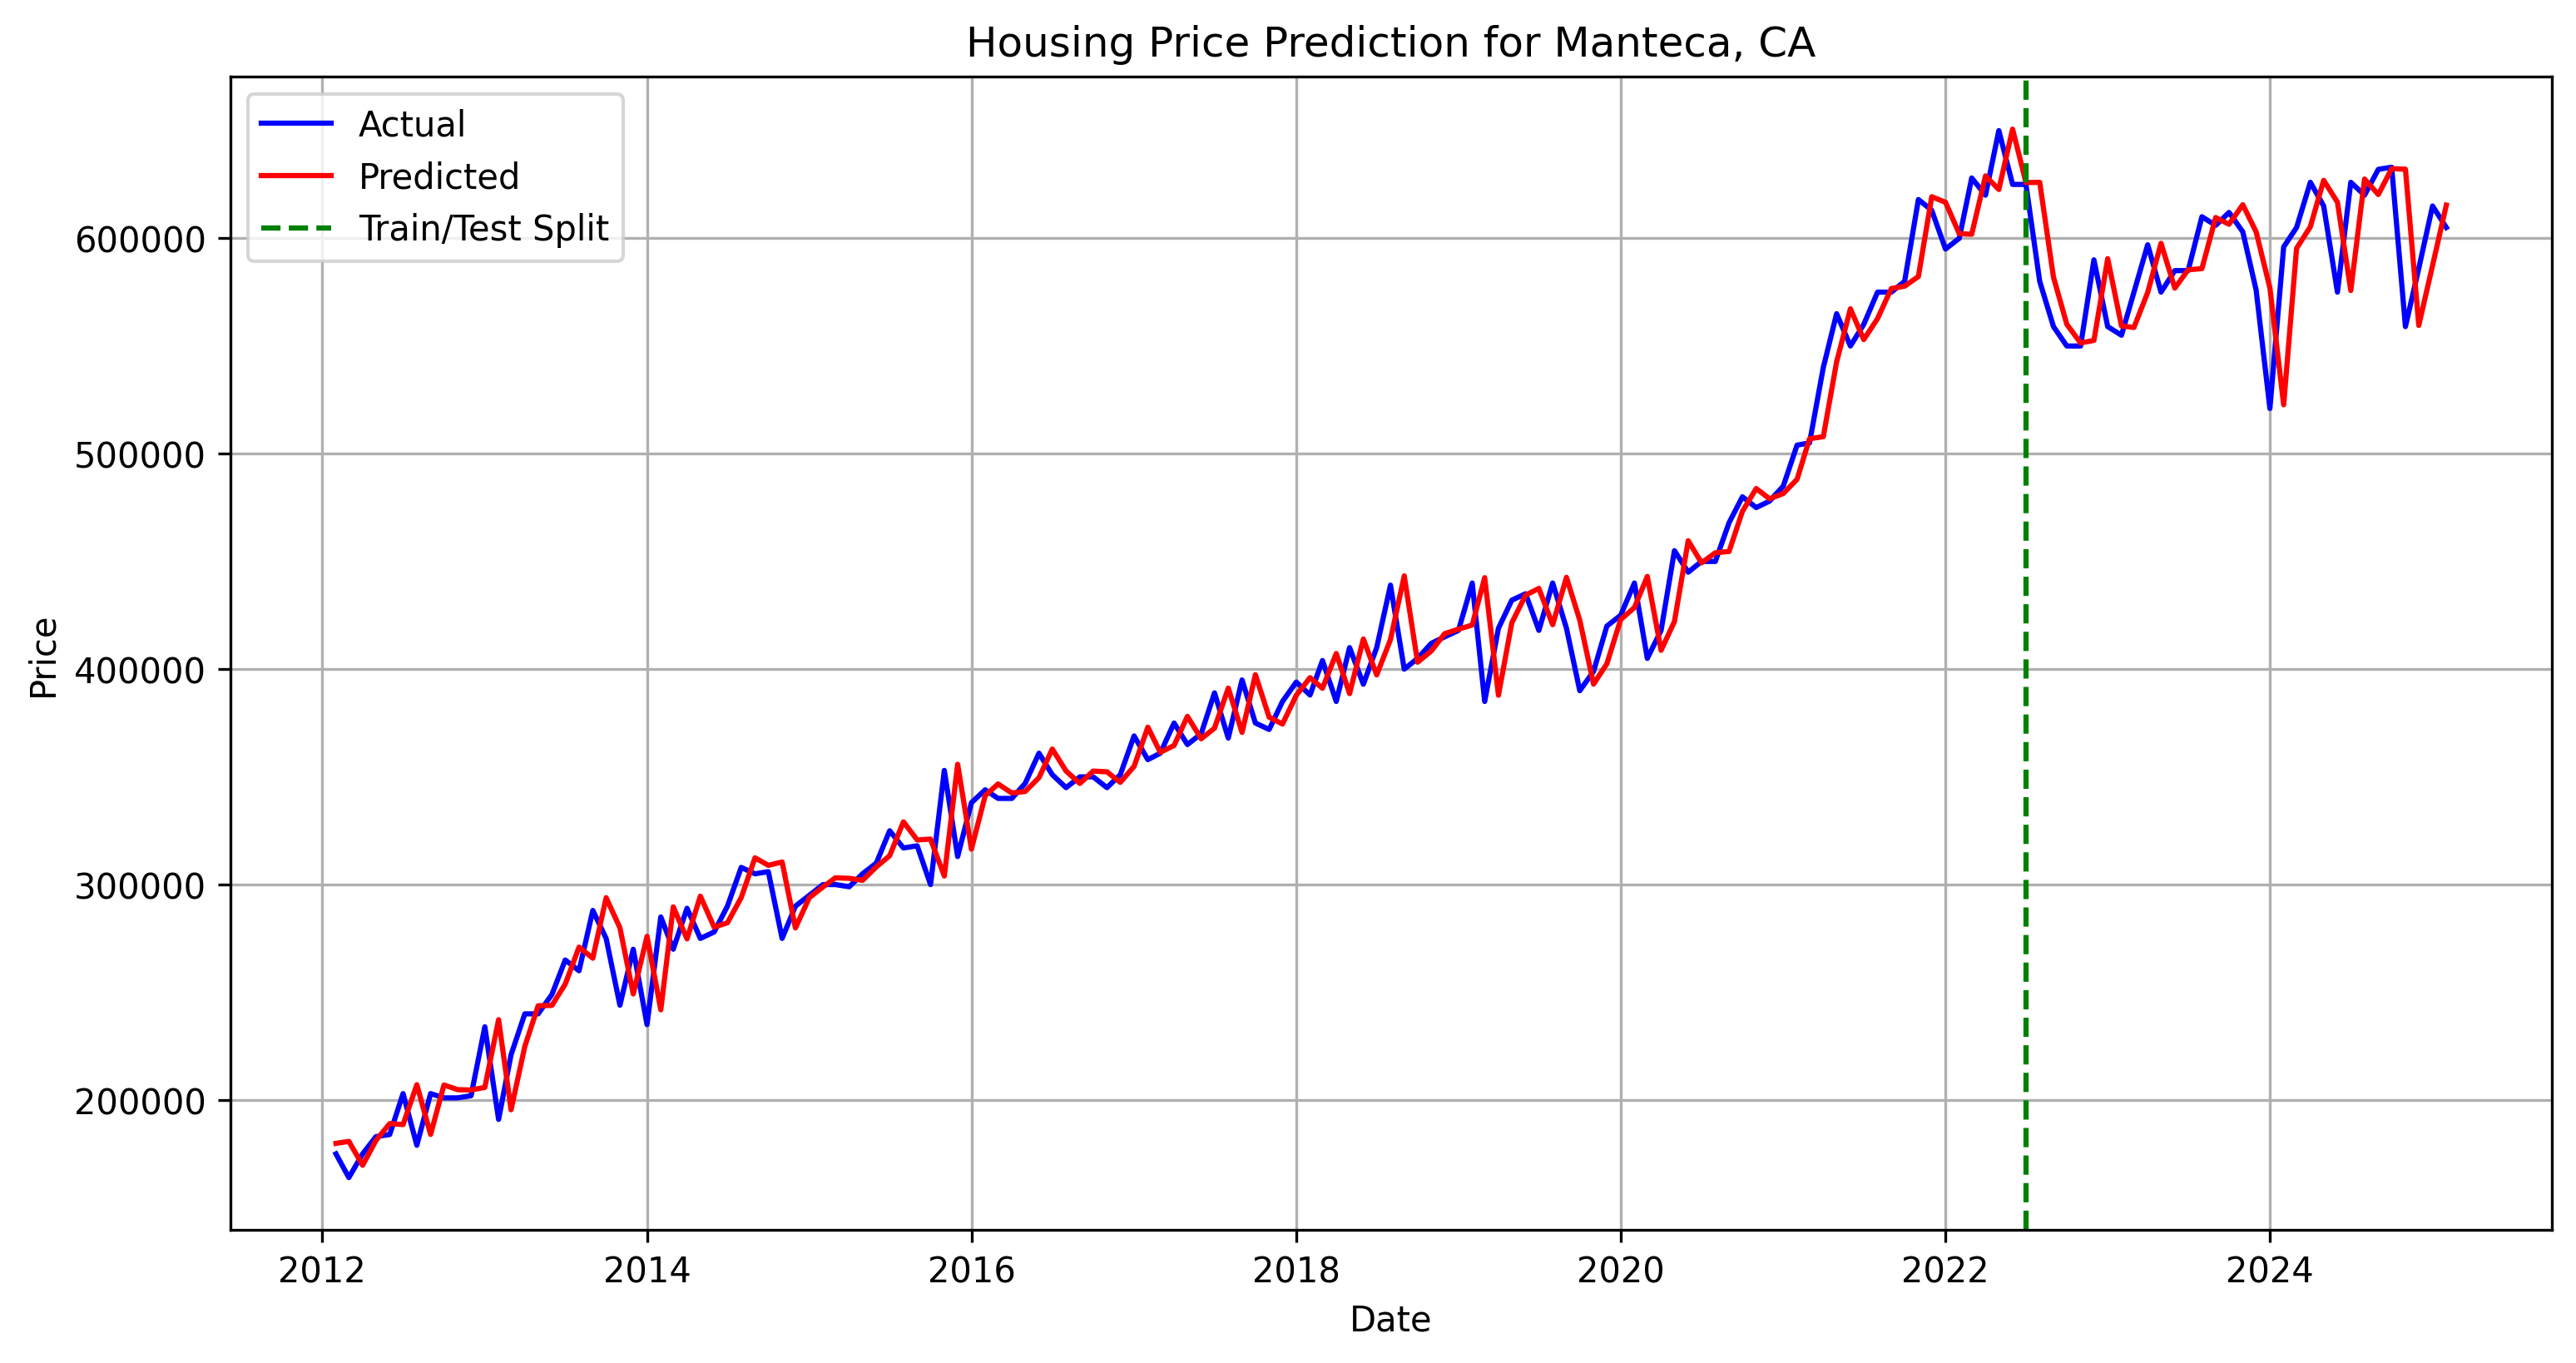 Housing Price Prediction for Manteca, CA
Actual
Predicted
Train/Test Split
600000
500000
400000
300000
200000
Price
2012 2014 2016 2018 2020 2022 2024
Date